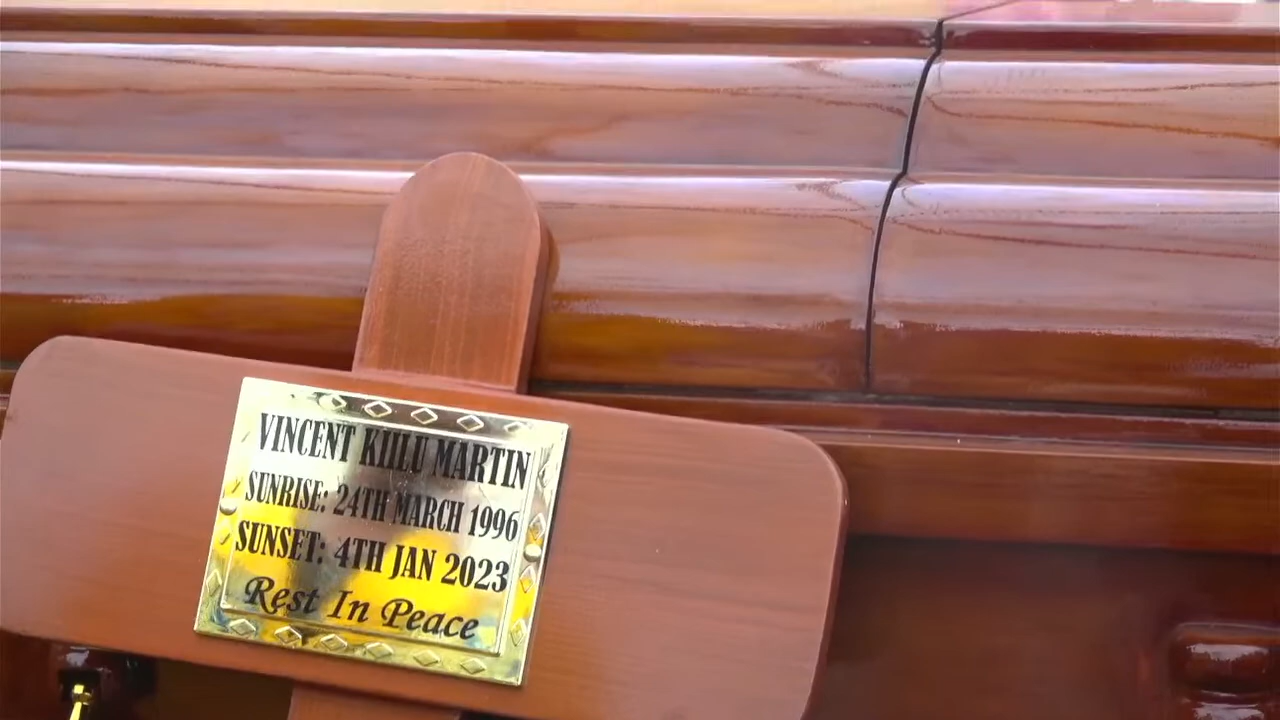 VINCENT KIILU MARTIN
SUNRISE: 24TH MARCH 1996
SUNSET: 4TH JAN 2023
Rest In Peace